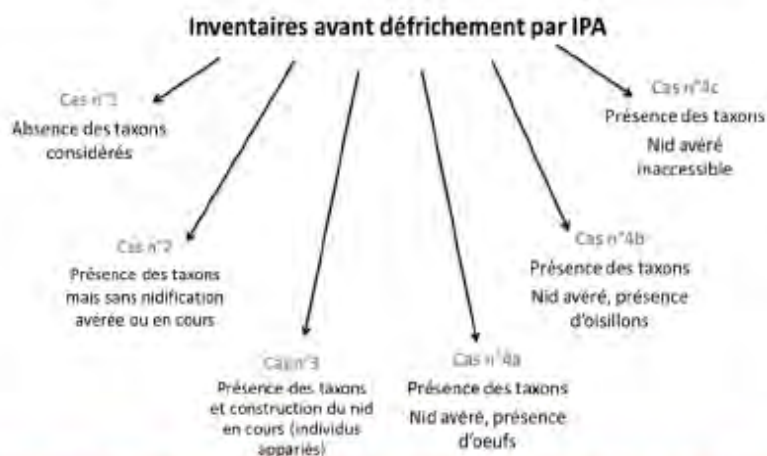 Inventaires avant défrichement par IPA
Cas n°1
Absence des taxons
considérés
Cas n°2
Présence des taxons
mais sans nidification
avérée ou en cours
Cas n°3
Présence des taxons
et construction du nid
en cours (individus
appariés)
Cas n°4a
Présence des taxons
Nid avéré, présence
d'oeufs
Cas n°4b
Présence des taxons
Nid avéré, présence
d'oisillons
Cas n°4c
Présence des taxons
Nid avéré
inaccessible